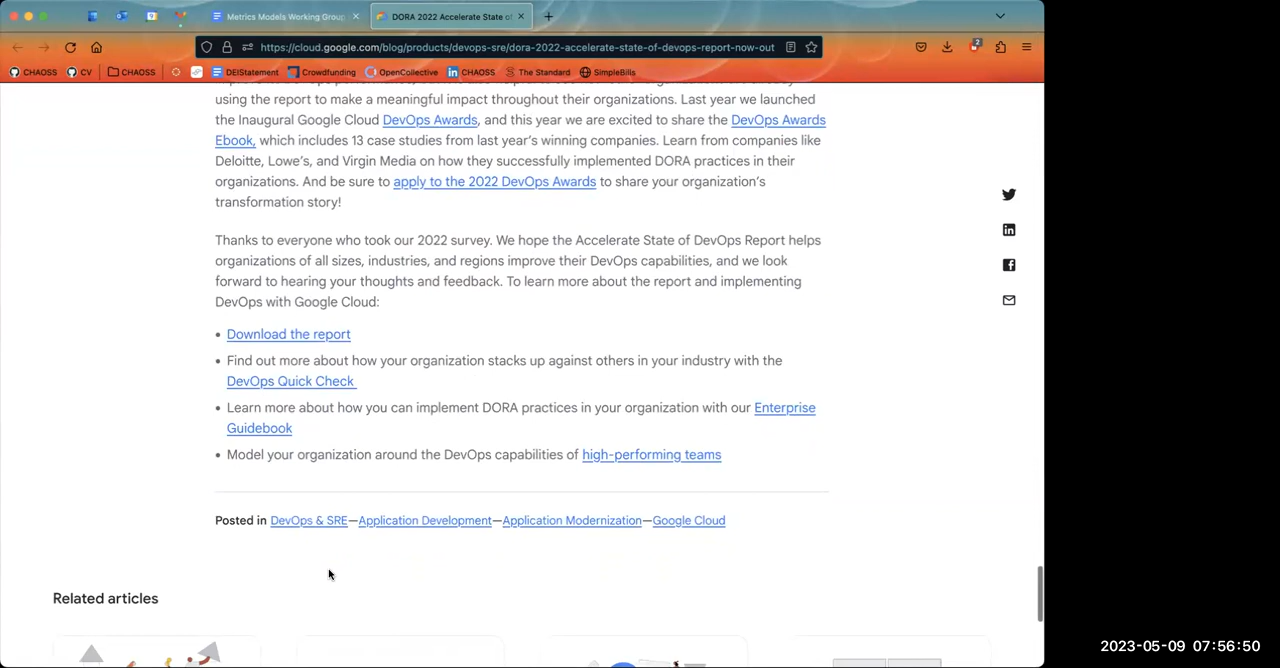 Metrics Models Working Group
DORA 2022 Accelerate State of
https://cloud.google.com/blog/products/devops-sre/dora-2022-accelerate-state-of-devops-report-now-out
2
CHAOSS
CV
CHAOSS
DEIStatement
Crowdfunding
OpenCollective
CHAOSS
The Standard
SimpleBills
using the report to make a meaningful impact throughout their organizations. Last year we launched
the Inaugural Google Cloud DevOps Awards, and this year we are excited to share the DevOps Awards
Ebook, which includes 13 case studies from last year's winning companies. Learn from companies like
Deloitte, Lowe's, and Virgin Media on how they successfully implemented DORA practices in their
organizations. And be sure to apply to the 2022 DevOps Awards to share your organization's
transformation story!
Thanks to everyone who took our 2022 survey. We hope the Accelerate State of DevOps Report helps
organizations of all sizes, industries, and regions improve their DevOps capabilities, and we look
forward to hearing your thoughts and feedback. To learn more about the report and implementing
DevOps with Google Cloud:
• Download the report
• Find out more about how your organization stacks up against others in your industry with the
DevOps Quick Check
• Learn more about how you can implement DORA practices in your organization with our Enterprise
Guidebook
• Model your organization around the DevOps capabilities of high-performing teams
Posted in DevOps & SRE—Application Development—Application Modernization—Google Cloud
Related articles
2023-05-09 07:56:50